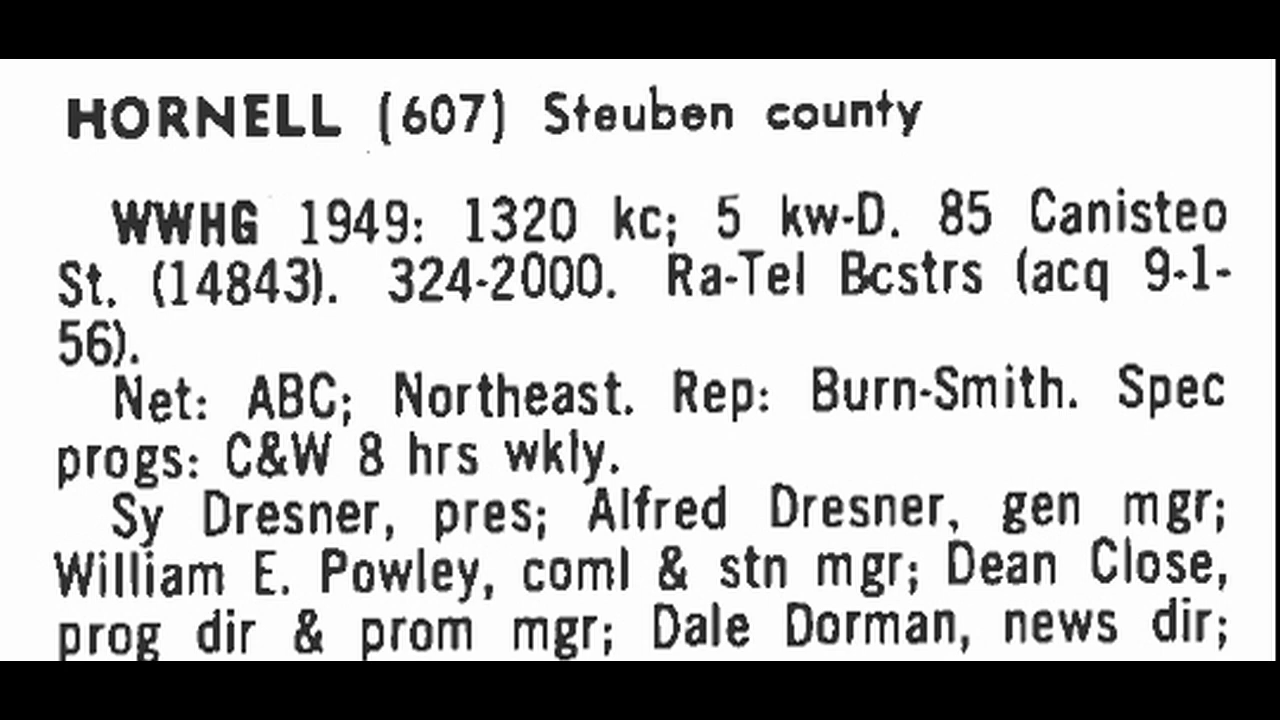 HORNELL (607) Steuben county
WWHG 1949: 1320 kc; 5 kw-D. 85 Canisteo
St. (14843). 324-2000. Ra-Tel Bcstrs (acq 9-1-
56).
Net: ABC; Northeast. Rep: Burn-Smith. Spec
progs: C&W 8 hrs wkly.
Sy Dresner, pres; Alfred Dresner, gen mgr;
William E. Powley, coml & stn mgr; Dean Close,
prog dir & prom mgr; Dale Dorman, news dir;